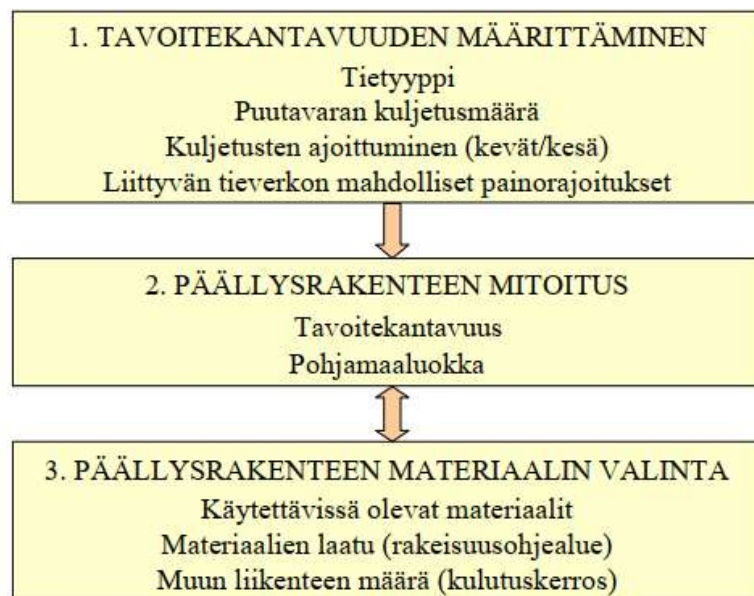 1. TAVOITEKANTAVUUDEN MÄÄRITTÄMINEN
Tietyyppi
Puutavaran kuljetusmäärä
Kuljetusten ajoittuminen (kevät/kesä)
Liittyvän tieverkon mahdolliset painorajoitukset
2. PÄÄLLYSRAKENTEEN MITOITUS
Tavoitekantavuus
Pohjamaaluokka
3. PÄÄLLYSRAKENTEEN MATERIAALIN VALINTA
Käytettävissä olevat materiaalit
Materiaalien laatu (rakeisuusohjealue)
Muun liikenteen määrä (kulutuskerros)